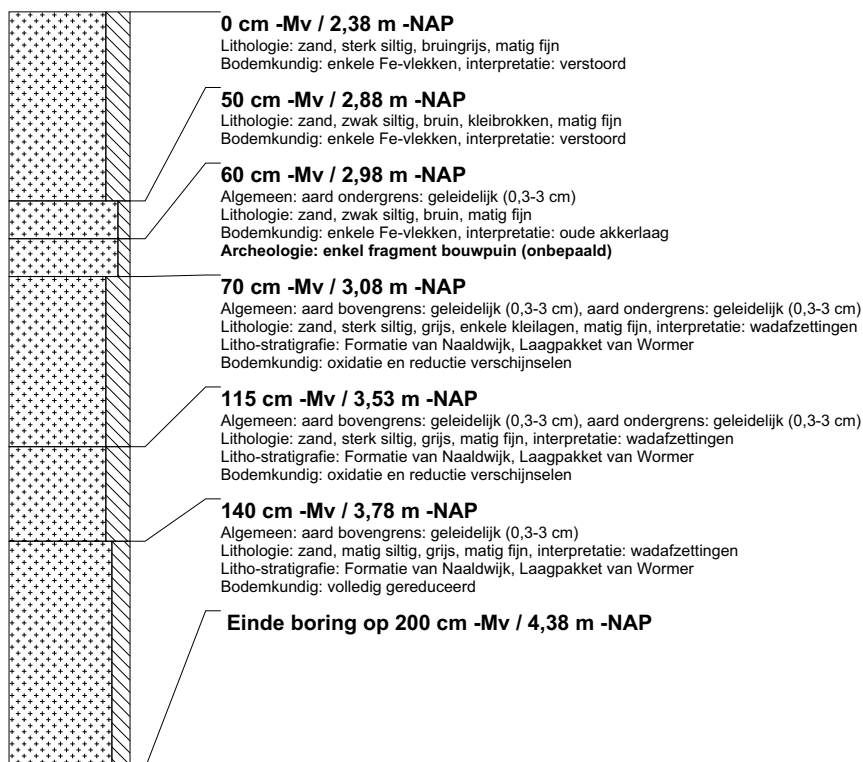 0 cm -Mv / 2,38 m -NAP
Lithologie: zand, sterk siltig, bruingrijs, matig fijn
Bodemkundig: enkele Fe-vlekken, interpretatie: verstoord
50 cm -Mv / 2,88 m -NAP
Lithologie: zand, zwak siltig, bruin, kleibrokken, matig fijn
Bodemkundig: enkele Fe-vlekken, interpretatie: verstoord
60 cm -Mv / 2,98 m -NAP
Algemeen: aard ondergrens: geleidelijk (0,3-3 cm)
Lithologie: zand, zwak siltig, bruin, matig fijn
Bodemkundig: enkele Fe-vlekken, interpretatie: oude akkerlaag
Archeologie: enkel fragment bouwpuin (onbepaald)
70 cm -Mv / 3,08 m -NAP
Algemeen: aard bovengrens: geleidelijk (0,3-3 cm), aard ondergrens: geleidelijk (0,3-3 cm)
Lithologie: zand, sterk siltig, grijs, enkele kleilagen, matig fijn, interpretatie: wadafzettingen
Litho-stratigrafie: Formatie van Naaldwijk, Laagpakket van Wormer
Bodemkundig: oxidatie en reductie verschijnselen
115 cm -Mv / 3,53 m -NAP
Algemeen: aard bovengrens: geleidelijk (0,3-3 cm), aard ondergrens: geleidelijk (0,3-3 cm)
Lithologie: zand, sterk siltig, grijs, matig fijn, interpretatie: wadafzettingen
Litho-stratigrafie: Formatie van Naaldwijk, Laagpakket van Wormer
Bodemkundig: oxidatie en reductie verschijnselen
140 cm -Mv / 3,78 m -NAP
Algemeen: aard bovengrens: geleidelijk (0,3-3 cm)
Lithologie: zand, matig siltig, grijs, matig fijn, interpretatie: wadafzettingen
Litho-stratigrafie: Formatie van Naaldwijk, Laagpakket van Wormer
Bodemkundig: volledig gereduceerd
Einde boring op 200 cm -Mv / 4,38 m -NAP